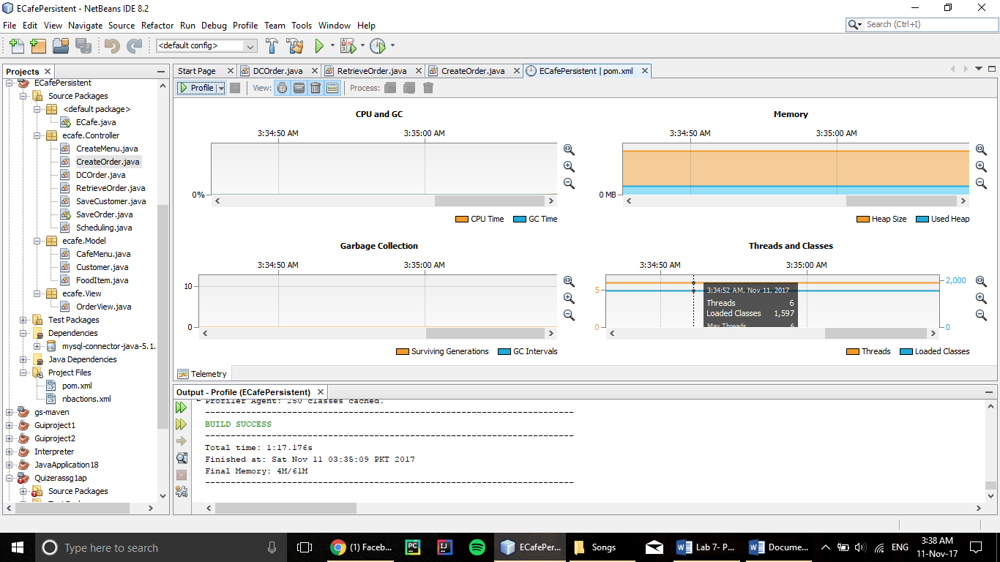 ECafePersistent - NetBeans IDE 8.2
File Edit View Navigate Source Refactor Run Debug Profile Team Tools Window Help
Search (Ctrl+I)
<default config>
Projects
Start Page DCOrder.java RetrieveOrder.java CreateOrder.java ECafePersistent | pom.xml
Profile View: Process:
ECafePersistent
Source Packages
<default package>
ECafe.java
ecafe.Controller
CreateMenu.java
CreateOrder.java
DCOrder.java
RetrieveOrder.java
SaveCustomer.java
SaveOrder.java
Scheduling.java
ecafe.Model
CafeMenu.java
Customer.java
FoodItem.java
ecafe.View
OrderView.java
Test Packages
Dependencies
mysql-connector-java-5.1.
Java Dependencies
Project Files
pom.xml
nbactions.xml
gs-maven
Guiproject1
Guiproject2
Interpreter
JavaApplication18
Quizerassg1ap
Source Packages
CPU and GC
3:34:50 AM 3:35:00 AM
0%
CPU Time GC Time
Memory
3:34:50 AM 3:35:00 AM
0 MB
Heap Size Used Heap
Garbage Collection
3:34:50 AM 3:35:00 AM
10
0
Surviving Generations GC Intervals
Threads and Classes
3:34:50 AM 3:35:00 AM
5 2,000
0 0
3:34:52 AM, Nov 11, 2017
Threads 6
Loaded Classes 1,597
Max Threads 6
Threads Loaded Classes
Telemetry
Output - Profile (ECafePersistent)
Profiler Agent: 250 classes cached.
------------------------------------------------------------------------
BUILD SUCCESS
------------------------------------------------------------------------
Total time: 1:17.176s
Finished at: Sat Nov 11 03:35:09 PKT 2017
Final Memory: 4M/61M
------------------------------------------------------------------------
Type here to search
(1) Faceb...
PC
IJ
ECafePer...
Songs
Lab 7- P...
Docume...
ENG
3:38 AM
11-Nov-17